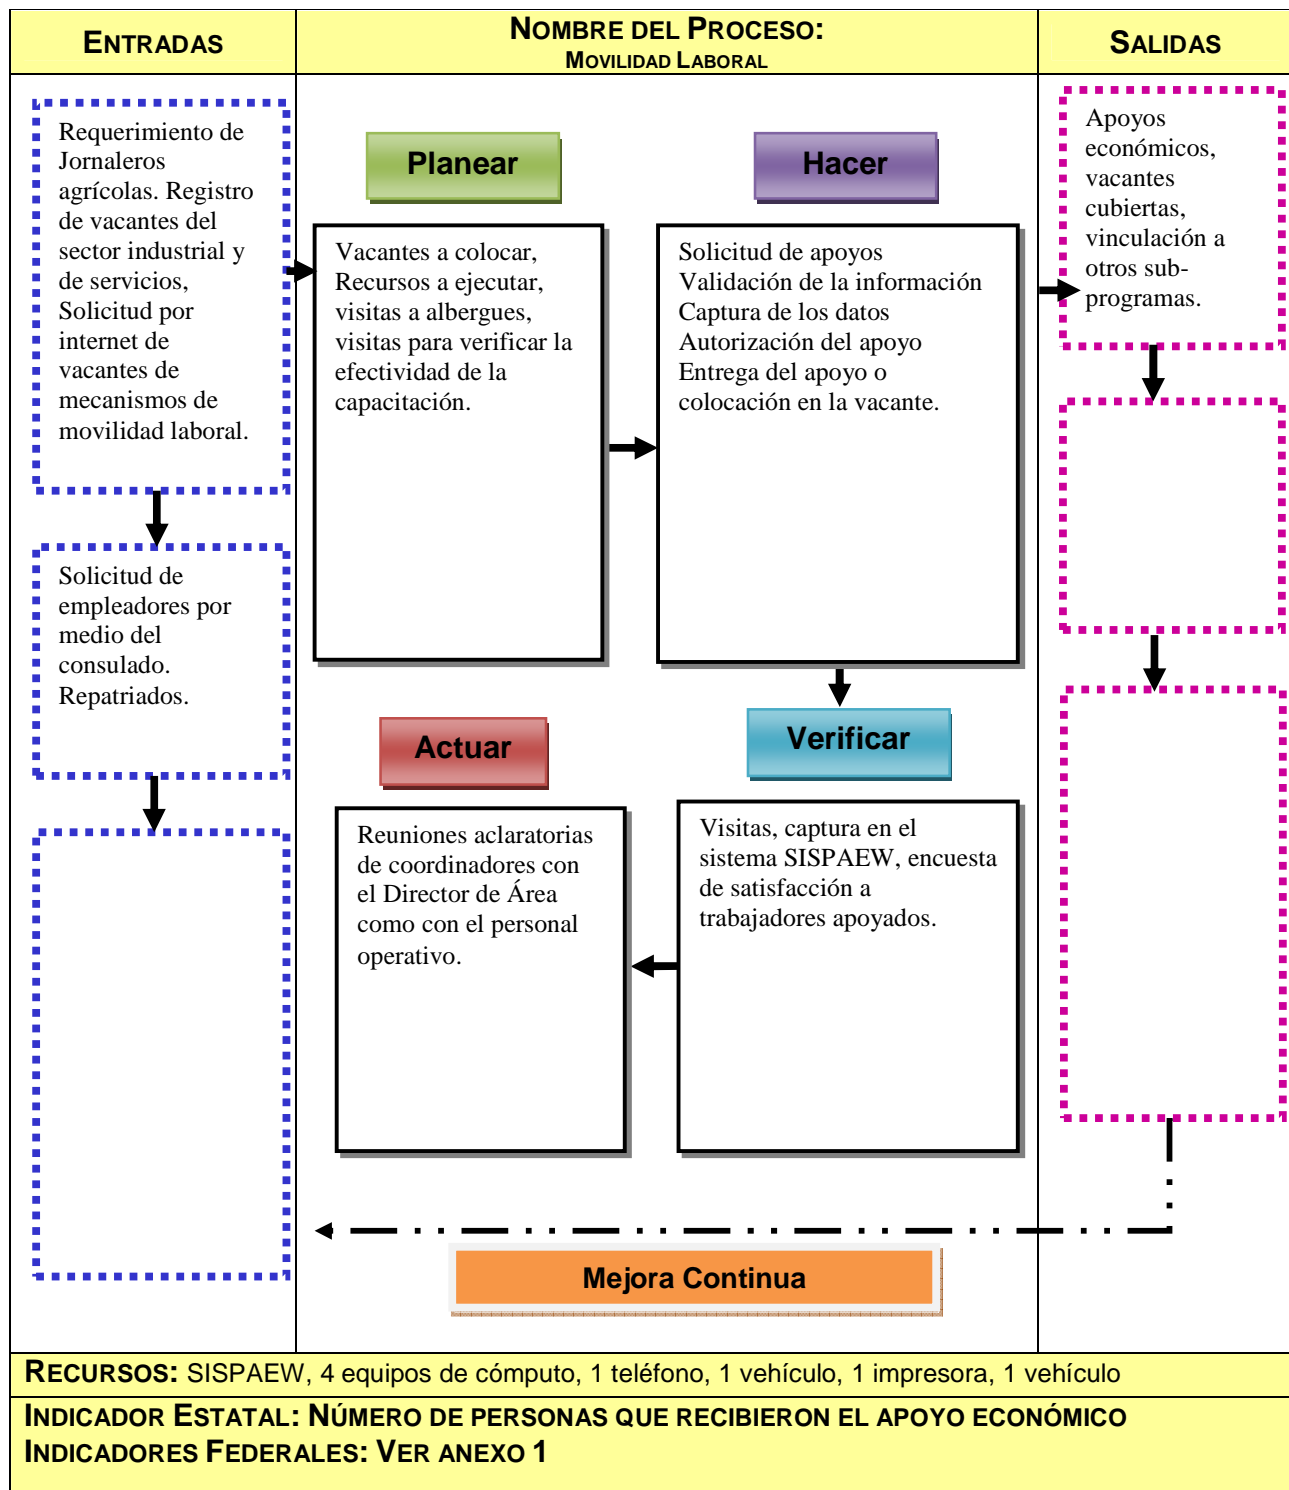 ENTRADAS
NOMBRE DEL PROCESO:
MOVILIDAD LABORAL
SALIDAS
Requerimiento de
Jornaleros
agrícolas. Registro
de vacantes del
sector industrial y
de servicios,
Solicitud por
internet de
vacantes de
mecanismos de
movilidad laboral.
Solicitud de
empleadores por
medio del
consulado.
Repatriados.
Planear
Vacantes a colocar,
Recursos a ejecutar,
visitas a albergues,
visitas para verificar la
efectividad de la
capacitación.
Hacer
Solicitud de apoyos
Validación de la información
Captura de los datos
Autorización del apoyo
Entrega del apoyo o
colocación en la vacante.
Actuar
Reuniones aclaratorias
de coordinadores con
el Director de Área
como con el personal
operativo.
Verificar
Visitas, captura en el
sistema SISPAEW, encuesta
de satisfacción a
trabajadores apoyados.
Apoyos
económicos,
vacantes
cubiertas,
vinculación a
otros sub-
programas.
Mejora Continua
RECURSOS: SISPAEW, 4 equipos de cómputo, 1 teléfono, 1 vehículo, 1 impresora, 1 vehículo
INDICADOR ESTATAL: NÚMERO DE PERSONAS QUE RECIBIERON EL APOYO ECONÓMICO
INDICADORES FEDERALES: VER ANEXO 1